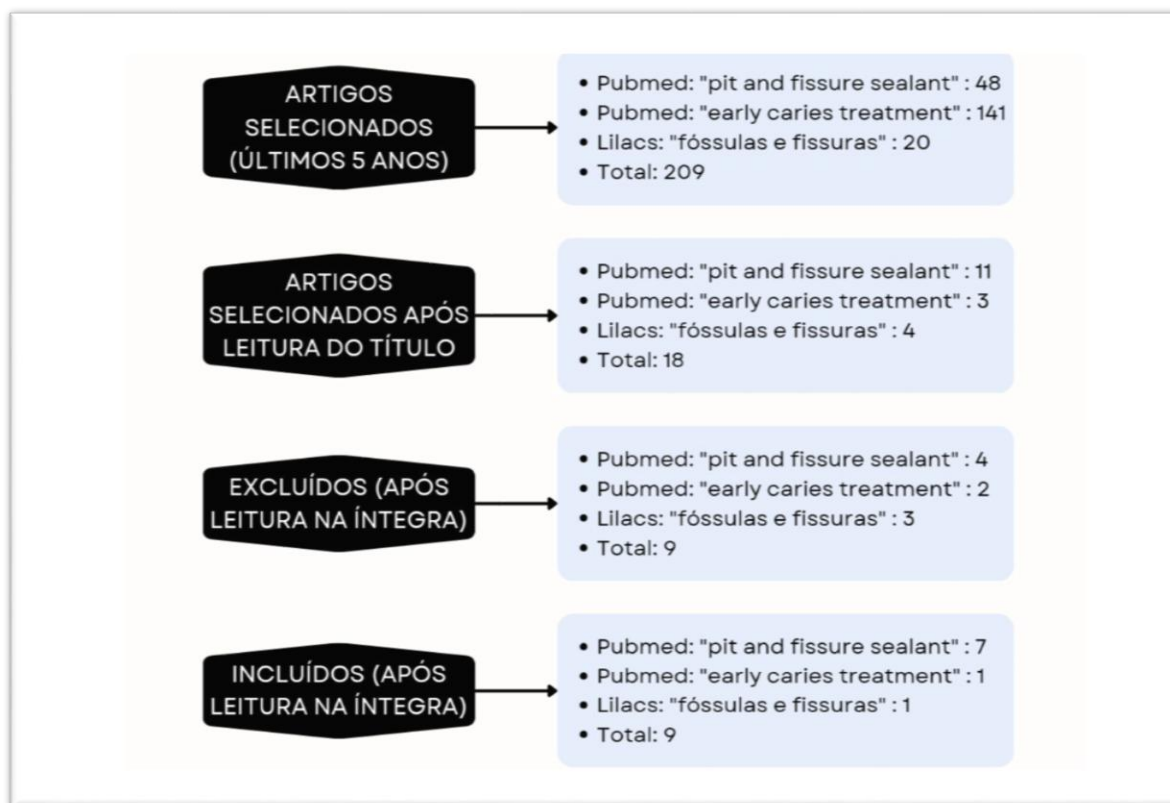 ARTIGOS
SELECIONADOS
(ÚLTIMOS 5 ANOS)
• Pubmed: "pit and fissure sealant" : 48
• Pubmed: "early caries treatment" : 141
• Lilacs: "fóssulas e fissuras" : 20
• Total: 209
ARTIGOS
SELECIONADOS APÓS
LEITURA DO TÍTULO
• Pubmed: "pit and fissure sealant" : 11
• Pubmed: "early caries treatment" : 3
• Lilacs: "fóssulas e fissuras" : 4
• Total: 18
EXCLUÍDOS (APÓS
LEITURA NA ÍNTEGRA)
• Pubmed: "pit and fissure sealant" : 4
• Pubmed: "early caries treatment" : 2
• Lilacs: "fóssulas e fissuras" : 3
• Total: 9
INCLUÍDOS (APÓS
LEITURA NA ÍNTEGRA)
• Pubmed: "pit and fissure sealant" : 7
• Pubmed: "early caries treatment" : 1
• Lilacs: "fóssulas e fissuras" : 1
• Total: 9